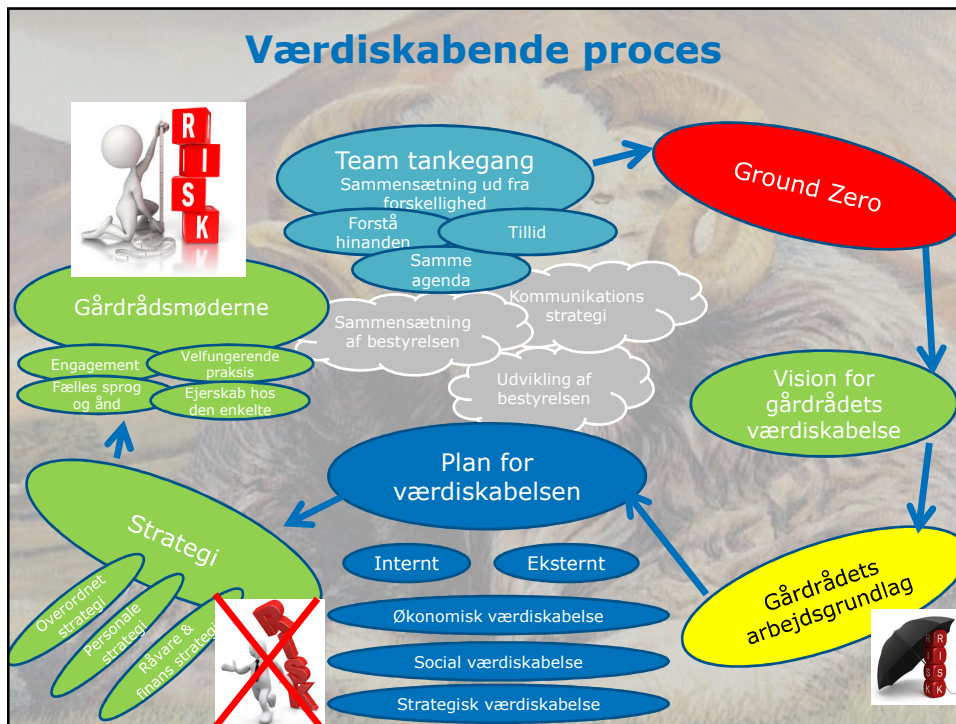 Værdiskabende proces
R
I
S
K
Team tankegang
Sammensætning ud fra
forskellighed
Forstå
hinanden
Tillid
Samme
agenda
Ground Zero
Gårdrådsmøderne
Engagement
Velfungerende
praksis
Fælles sprog
og ånd
Ejerskab hos
den enkelte
Kommunikations
strategi
Sammensætning
af bestyrelsen
Udvikling af
bestyrelsen
Vision for
gårdrådets
værdiskabelse
Plan for
værdiskabelsen
Internt
Eksternt
Økonomisk værdiskabelse
Social værdiskabelse
Strategisk værdiskabelse
Strategi
Overordnet
strategi
Personale
strategi
Råvare &
finans strategi
RISK
Gårdrådets
arbejdsgrundlag
R R
I I
S S
K K